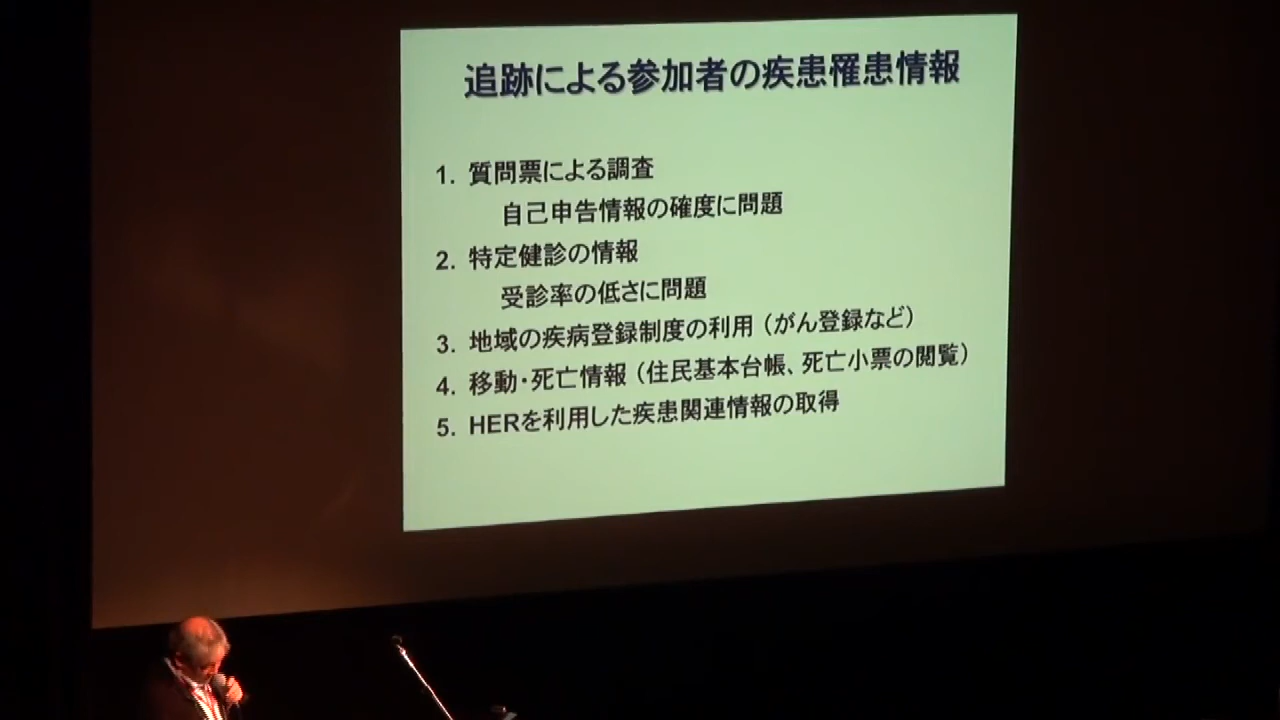 追跡による参加者の疾患罹患情報
1. 質問票による調査
自己申告情報の確度に問題
2. 特定健診の情報
受診率の低さに問題
3. 地域の疾病登録制度の利用（がん登録など）
4. 移動・死亡情報（住民基本台帳、死亡小票の閲覧）
5. HERを利用した疾患関連情報の取得